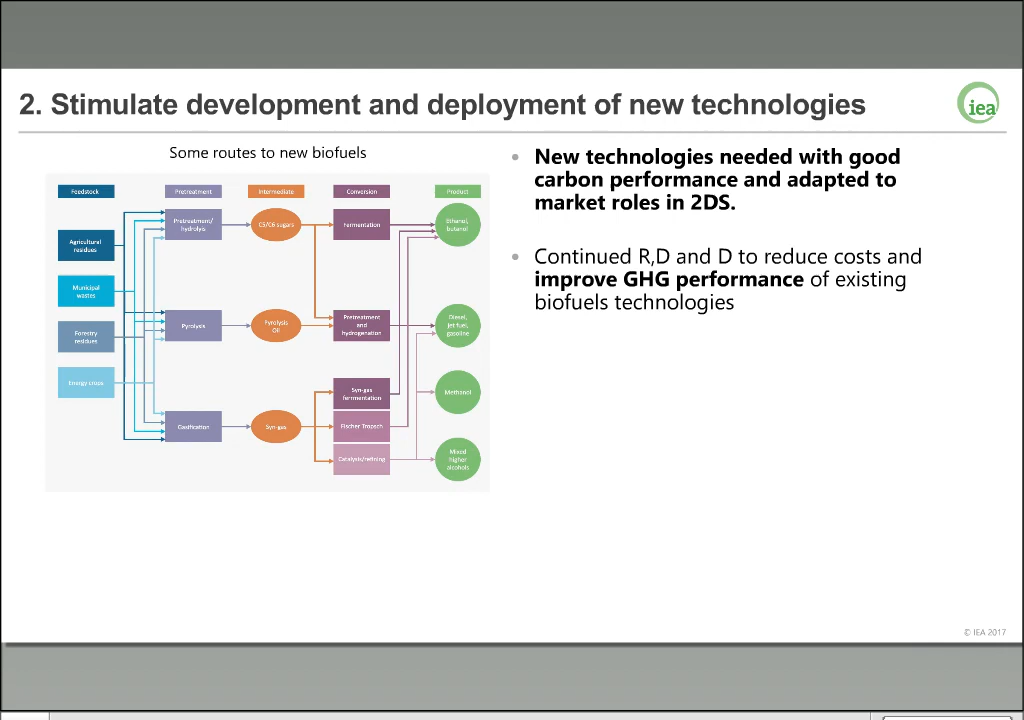 2. Stimulate development and deployment of new technologies
iea
Some routes to new biofuels
Feedstock
Pretreatment
Intermediate
Conversion
Product
Agricultural
residues
Municipal
wastes
Forestry
residues
Energy crops
Pretreatment/
hydrolyis
Pyrolysis
Gasification
C5/C6 sugars
Pyrolysis
Oil
Syn-gas
Fermentation
Pretreatment
and
hydrogenation
Syn-gas
fermmentation
Fischer Tropsch
Catalysis/refining
Ethanol,
butanol
Diesel,
jet fuel,
gasoline
Methanol
Mixed
higher
alcohols
• New technologies needed with good
carbon performance and adapted to
market roles in 2DS.
• Continued R,D and D to reduce costs and
improve GHG performance of existing
biofuels technologies
© IEA 2017